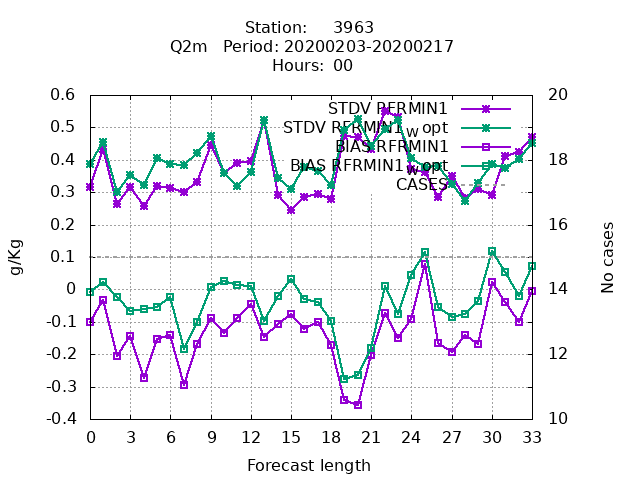 Station: 3963
Q2m Period: 20200203-20200217
Hours: 00
0.6
0.5
0.4
0.3
0.2
0.1
0
-0.1
-0.2
-0.3
-0.4
20
18
16
14
12
10
g/Kg
No cases
STDV RFRMIN1
STDV RFRMIN1_W opt
BIAS RFRMIN1
BIAS RFRMIN1_W opt
CASES
0 3 6 9 12 15 18 21 24 27 30 33
Forecast length